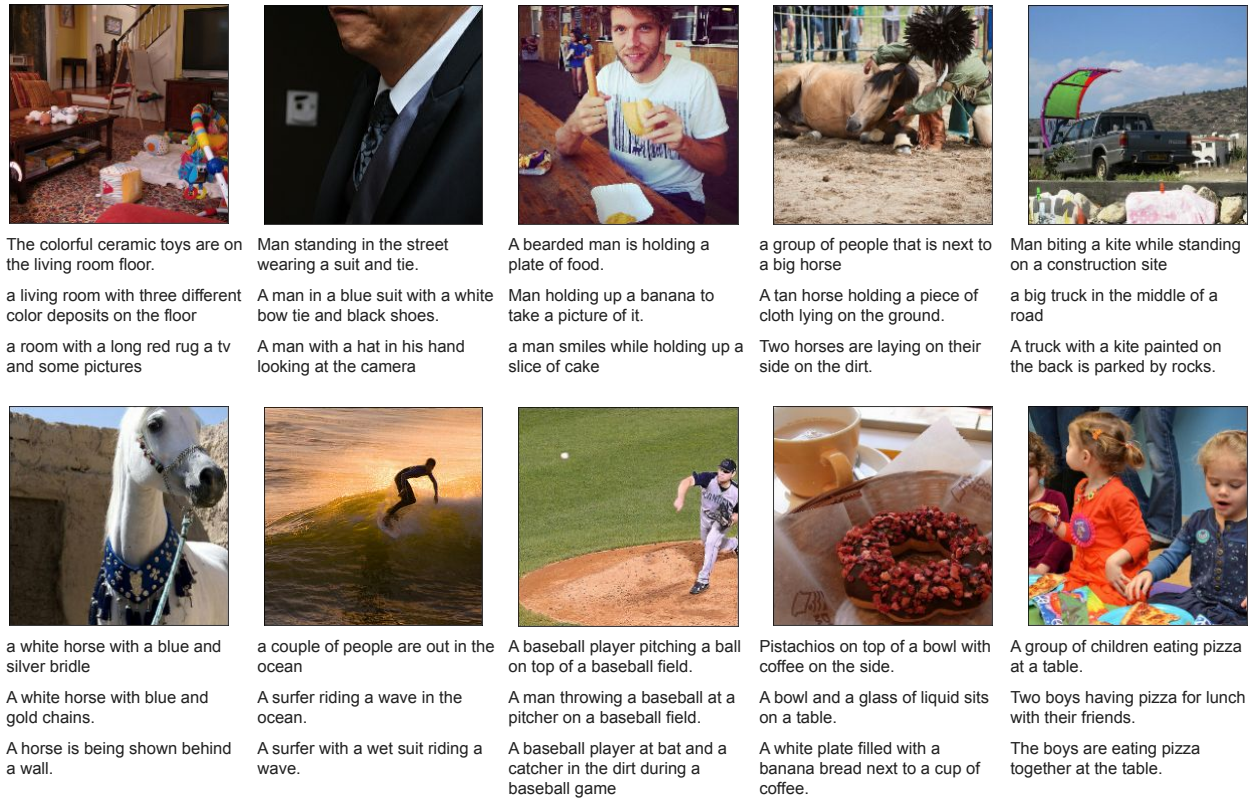 The colorful ceramic toys are on
the living room floor.
a living room with three different
color deposits on the floor
a room with a long red rug a tv
and some pictures
Man standing in the street
wearing a suit and tie.
A man in a blue suit with a white
bow tie and black shoes.
A man with a hat in his hand
looking at the camera
A bearded man is holding a
plate of food.
Man holding up a banana to
take a picture of it.
a man smiles while holding up a
slice of cake
a group of people that is next to
a big horse
A tan horse holding a piece of
cloth lying on the ground.
Two horses are laying on their
side on the dirt.
Man biting a kite while standing
on a construction site
a big truck in the middle of a
road
A truck with a kite painted on
the back is parked by rocks.
a white horse with a blue and
silver bridle
A white horse with blue and
gold chains.
A horse is being shown behind
a wall.
a couple of people are out in the
ocean
A surfer riding a wave in the
ocean.
A surfer with a wet suit riding a
wave.
A baseball player pitching a ball
on top of a baseball field.
A man throwing a baseball at a
pitcher on a baseball field.
A baseball player at bat and a
catcher in the dirt during a
baseball game
Pistachios on top of a bowl with
coffee on the side.
A bowl and a glass of liquid sits
on a table.
A white plate filled with a
banana bread next to a cup of
coffee.
A group of children eating pizza
at a table.
Two boys having pizza for lunch
with their friends.
The boys are eating pizza
together at the table.